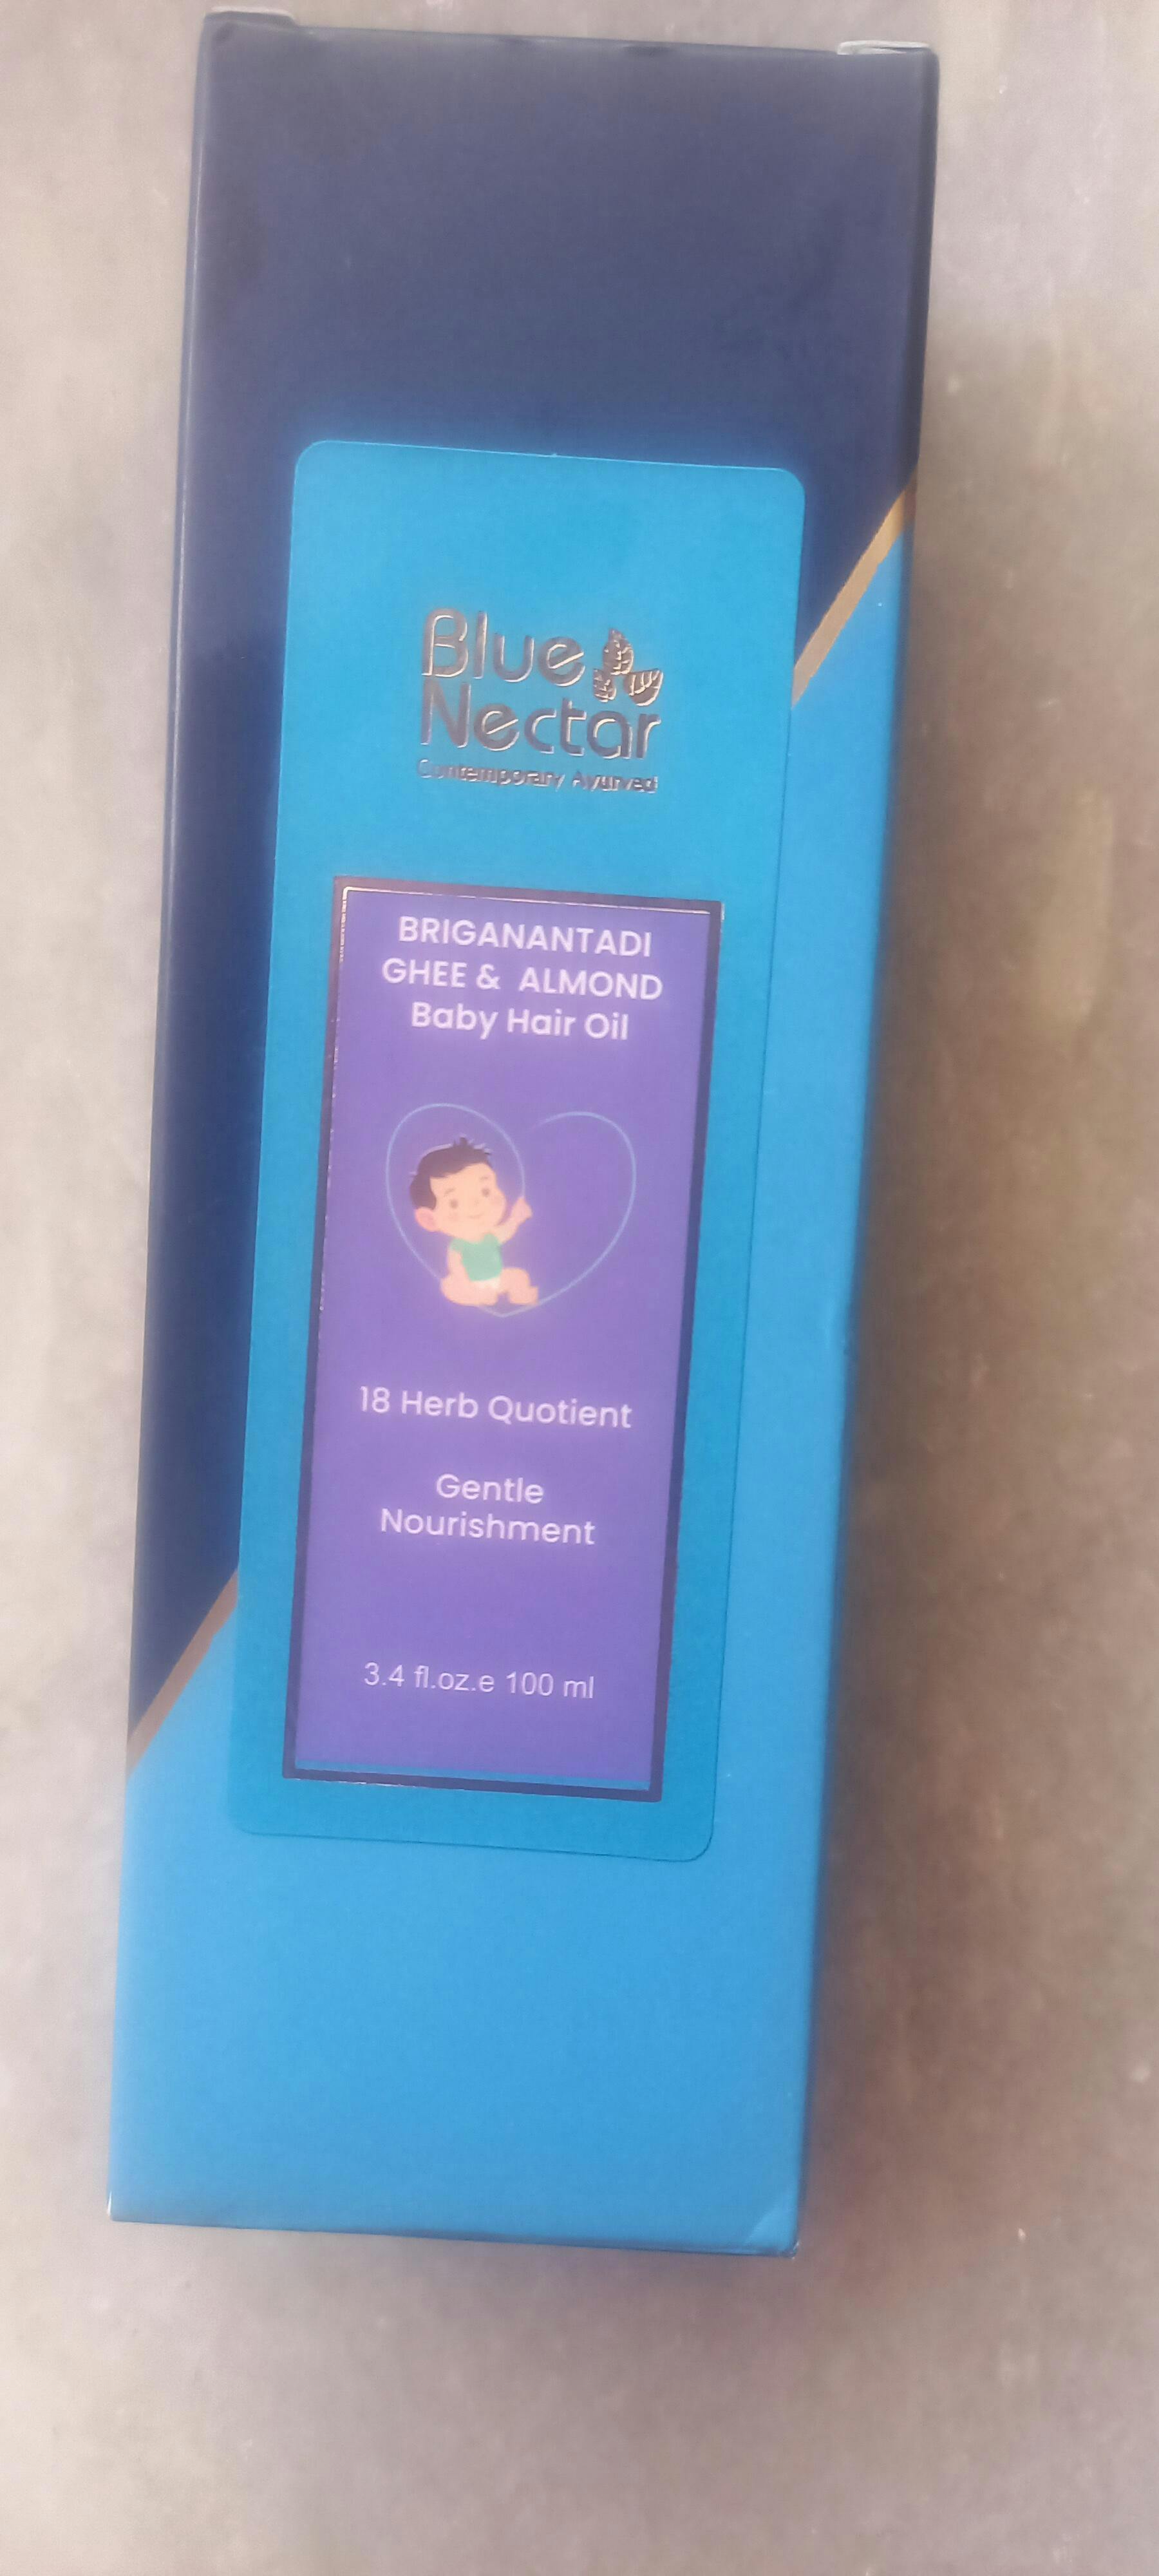 Blue
Nectar
Contemporary Ayurved
BRIGANANTADI
GHEE & ALMOND
Baby Hair Oil
18 Herb Quotient
Gentle
Nourishment
3.4 fl.oz.e 100 ml